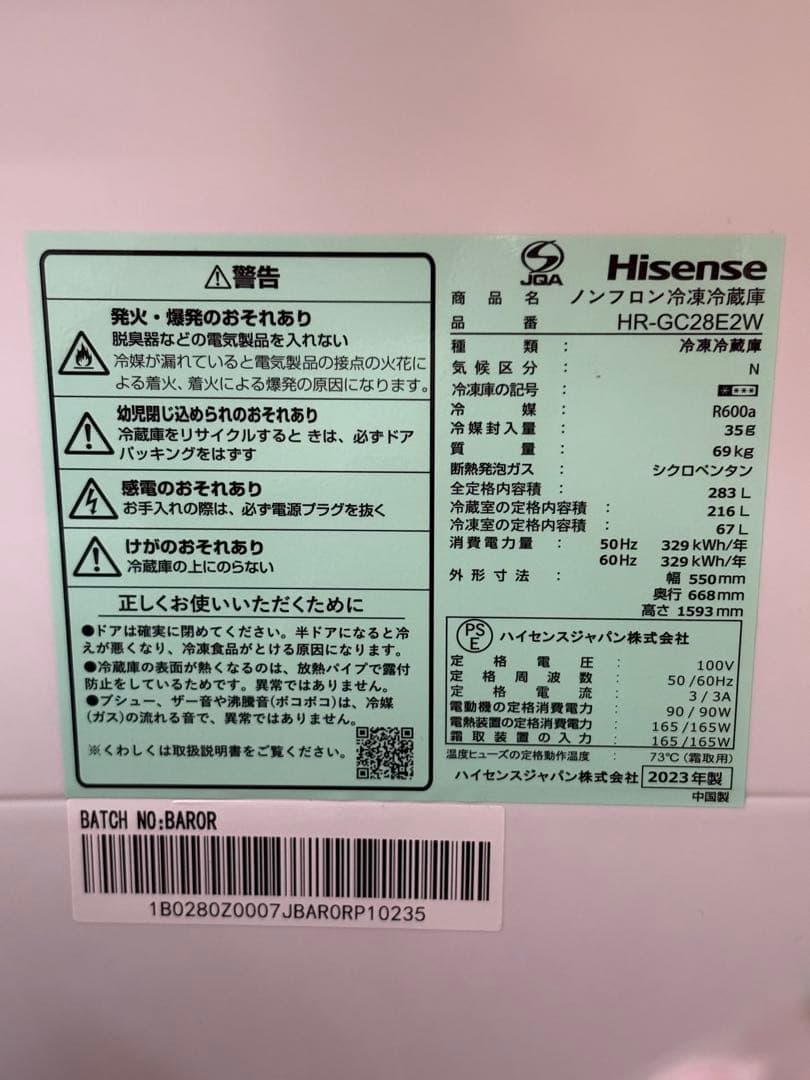 ⚠警告
発火・爆発のおそれあり
脱臭器などの電気製品を入れない
冷媒が漏れていると電気製品の接点の火花に
よる着火、着火による爆発の原因になります。
幼児閉じ込められのおそれあり
冷蔵庫をリサイクルすると きは、必ずドア
パッキングをはずす
感電のおそれあり
お手入れの際は、必ず電源プラグを抜く
けがのおそれあり
冷蔵庫の上にのらない
正しくお使いいただくために
●ドアは確実に閉めてください。半ドアになると冷
えが悪くなり、冷凍食品がとける原因になります。
●冷蔵庫の表面が熱くなるのは、放熱パイプで露付
防止をしているためです。異常ではありません。
●ブシュー、ザー音や沸騰音(ボコボコ)は、冷媒
(ガス)の流れる音で、異常ではありません。
※くわしくは取扱説明書をご覧ください。
JQA
Hisense
商品名 ノンフロン冷凍冷蔵庫
品番 HR-GC28E2W
種類 : 冷凍冷蔵庫
気候区分 : N
冷凍庫の記号 : ****
冷媒 : R600a
冷媒封入量 : 35g
質量 : 69kg
断熱発泡ガス : シクロペンタン
全定格内容積 : 283 L
冷蔵室の定格内容積 : 216 L
冷凍室の定格内容積 : 67 L
消費電力量 : 50Hz 329 kWh/年
60Hz 329 kWh/年
外形寸法 : 幅 550mm
奥行 668mm
高さ 1593mm
PSE ハイセンスジャパン株式会社
定格電圧 : 100V
定格周波数 : 50/60Hz
定格電流 : 3/3A
電動機の定格消費電力 : 90/90W
電熱装置の定格消費電力 : 165/165W
霜取装置の入力 : 165/165W
温度ヒューズの定格動作温度 : 73℃(霜取用)
ハイセンスジャパン株式会社 2023年製
中国製
BATCH NO:BAROR
1B0280Z0007JBAR0RP10235